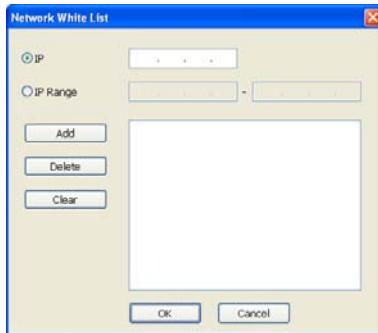 Network White List
IP
. . .
IP Range
. . . - . . .
Add
Delete
Clear
OK
Cancel